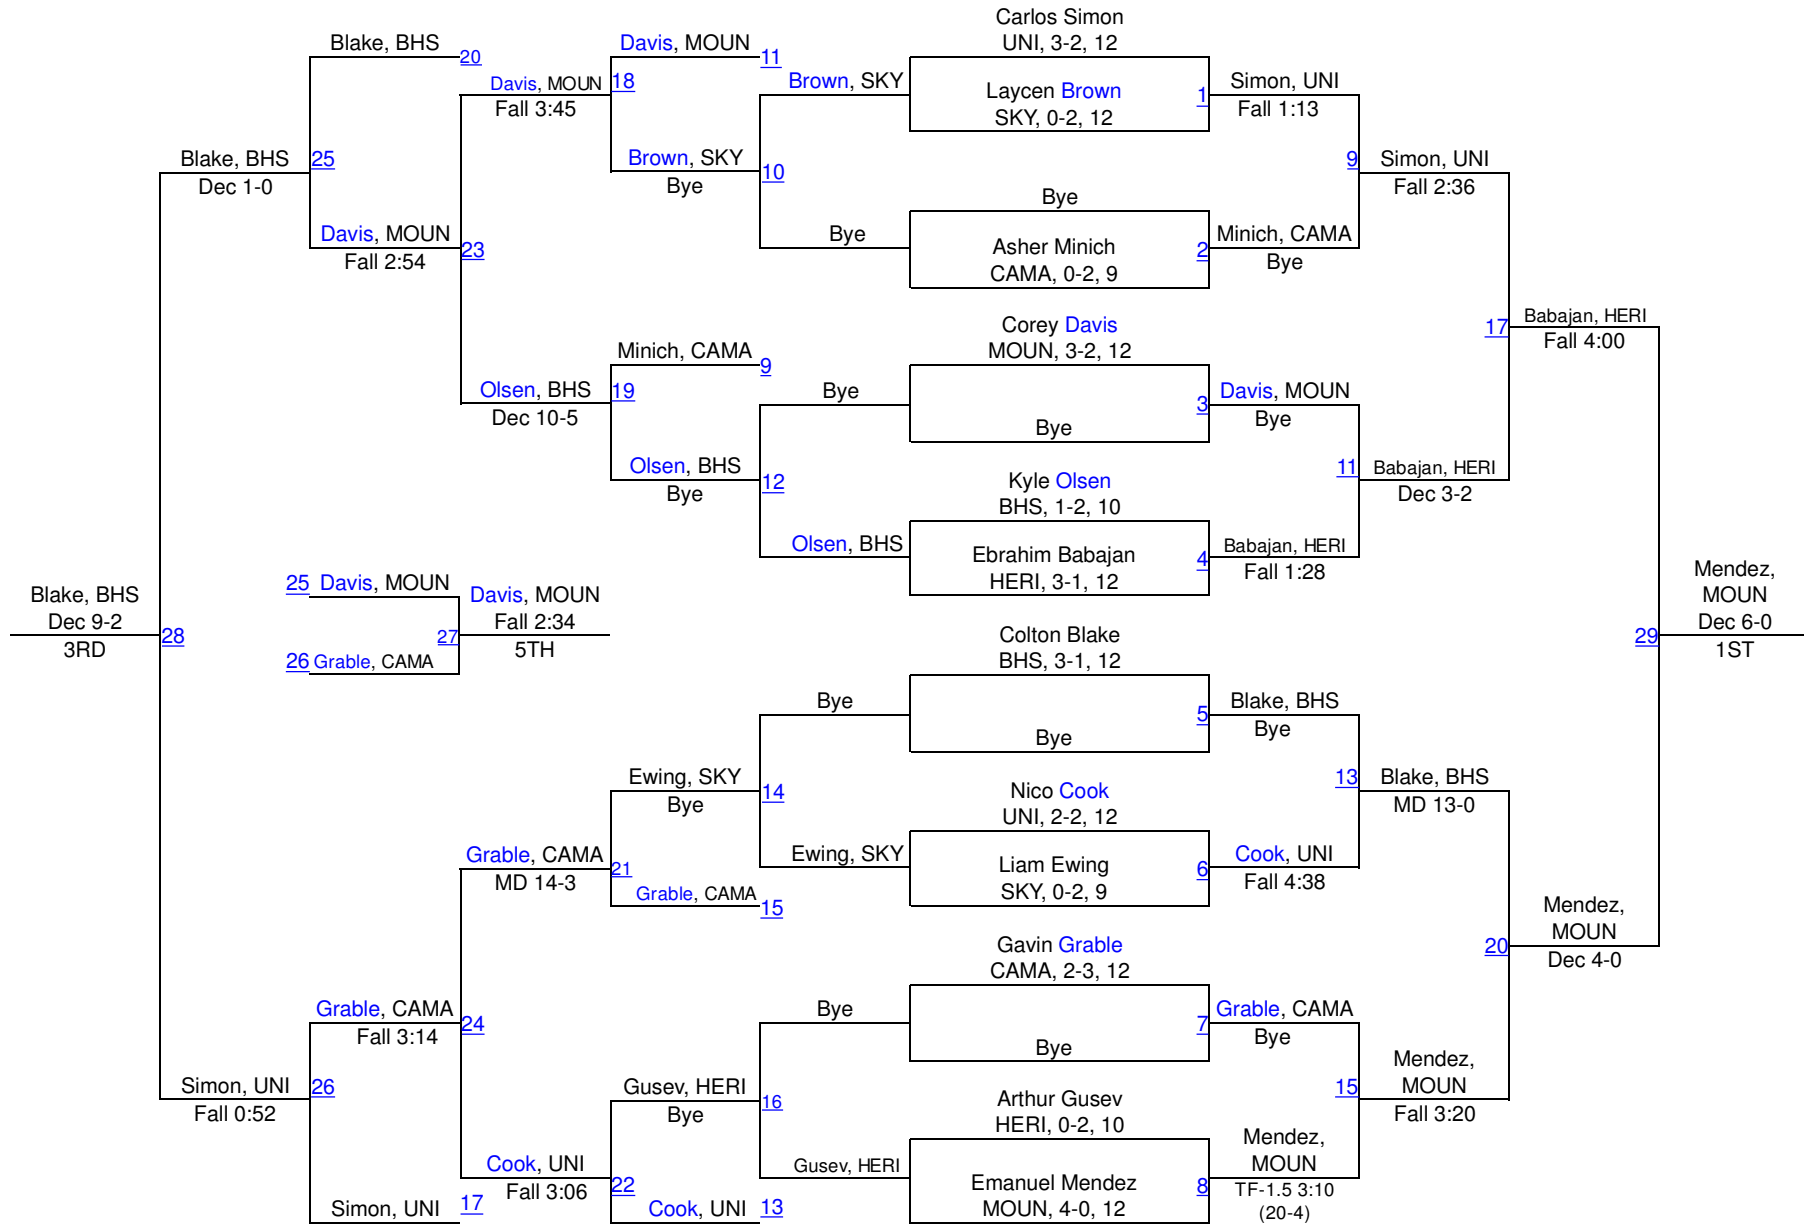 Carlos Simon
UNI, 3-2, 12
Blake, BHS
20
Davis, MOUN
11
Davis, MOUN
18
Fall 3:45
Brown, SKY
Laycen Brown
SKY, 0-2, 12
1
Simon, UNI
Fall 1:13
Blake, BHS
25
Dec 1-0
Brown, SKY
10
Bye
9
Simon, UNI
Fall 2:36
Bye
Davis, MOUN
23
Fall 2:54
Bye
Asher Minich
CAMA, 0-2, 9
2
Minich, CAMA
Bye
Corey Davis
MOUN, 3-2, 12
17
Babajan, HERI
Fall 4:00
Minich, CAMA
9
Olsen, BHS
19
Dec 10-5
Bye
3
Davis, MOUN
Bye
Bye
Olsen, BHS
12
Bye
Kyle Olsen
BHS, 1-2, 10
11
Babajan, HERI
Dec 3-2
Olsen, BHS
Ebrahim Babajan
HERI, 3-1, 12
4
Babajan, HERI
Fall 1:28
Blake, BHS
Dec 9-2
28
3RD
25 Davis, MOUN
Davis, MOUN
Fall 2:34
27
5TH
26 Grable, CAMA
Mendez,
MOUN
Dec 6-0
29
1ST
Colton Blake
BHS, 3-1, 12
Bye
5
Blake, BHS
Bye
Bye
Ewing, SKY
14
Bye
Nico Cook
UNI, 2-2, 12
13
Blake, BHS
MD 13-0
Grable, CAMA
21
MD 14-3
Ewing, SKY
Liam Ewing
SKY, 0-2, 9
6
Cook, UNI
Fall 4:38
Grable, CAMA
15
Gavin Grable
CAMA, 2-3, 12
20
Mendez,
MOUN
Dec 4-0
Grable, CAMA
24
Fall 3:14
Bye
7
Grable, CAMA
Bye
Bye
Simon, UNI
26
Fall 0:52
Gusev, HERI
16
Bye
Arthur Gusev
HERI, 0-2, 10
15
Mendez,
MOUN
Fall 3:20
Cook, UNI
22
Fall 3:06
Gusev, HERI
Emanuel Mendez
MOUN, 4-0, 12
8
Mendez,
MOUN
TF-1.5 3:10
(20-4)
Simon, UNI
17
Cook, UNI
13